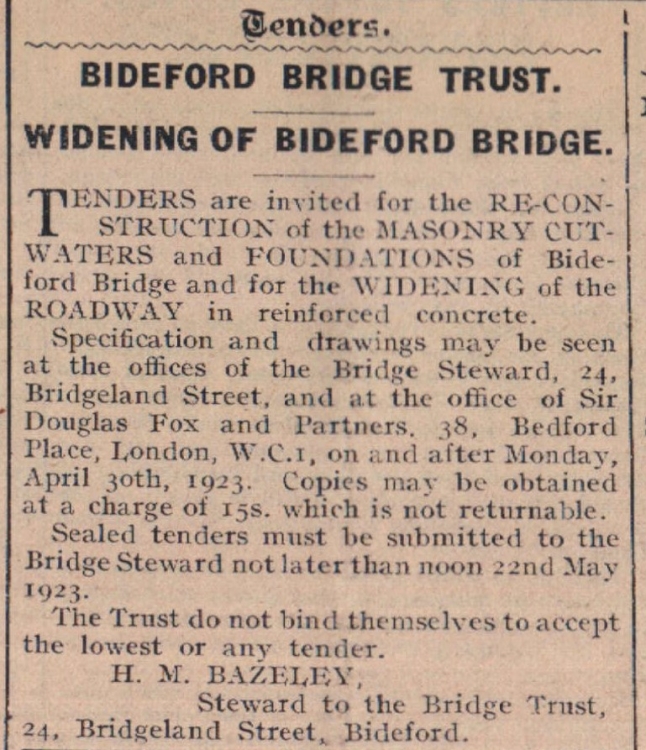 Tenders.
BIDEFORD BRIDGE TRUST.
WIDENING OF BIDEFORD BRIDGE.
TENDERS are invited for the RE-CON-
STRUCTION of the MASONRY CUT-
WATERS and FOUNDATIONS of Bide-
ford Bridge and for the WIDENING of the
ROADWAY in reinforced concrete.
Specification and drawings may be seen
at the offices of the Bridge Steward, 24,
Bridgeland Street, and at the office of Sir
Douglas Fox and Partners, 38, Bedford
Place, London, W.C.1, on and after Monday,
April 30th, 1923. Copies may be obtained
at a charge of 15s. which is not returnable.
Sealed tenders must be submitted to the
Bridge Steward not later than noon 22nd May
1923.
The Trust do not bind themselves to accept
the lowest or any tender.
H. M. BAZELEY,
Steward to the Bridge Trust,
24, Bridgeland Street, Bideford.